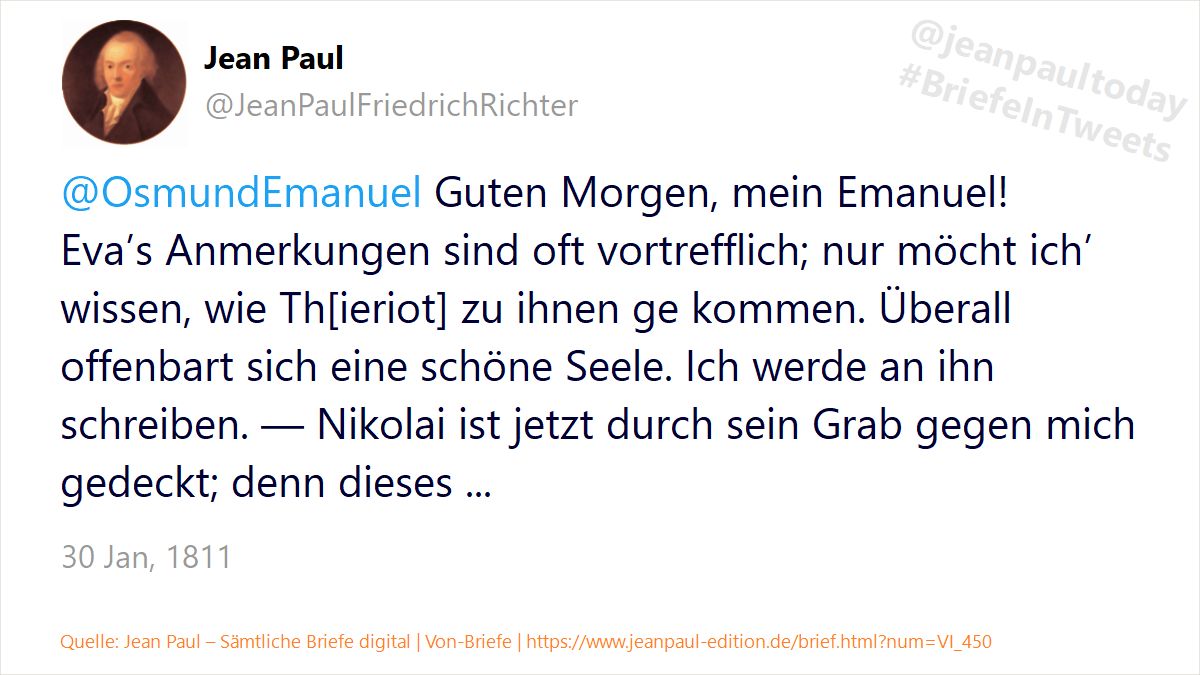 Jean Paul
@JeanPaulFriedrichRichter
@jeanpaultoday
#BriefeInTweets
@OsmundEmanuel Guten Morgen, mein Emanuel!
Eva’s Anmerkungen sind oft vortrefflich; nur möcht ich’
wissen, wie Th[ieriot] zu ihnen ge kommen. Überall
offenbart sich eine schöne Seele. Ich werde an ihn
schreiben. — Nikolai ist jetzt durch sein Grab gegen mich
gedeckt; denn dieses ...
30 Jan, 1811
Quelle: Jean Paul – Sämtliche Briefe digital | Von-Briefe | https://www.jeanpaul-edition.de/brief.html?num=VI_450